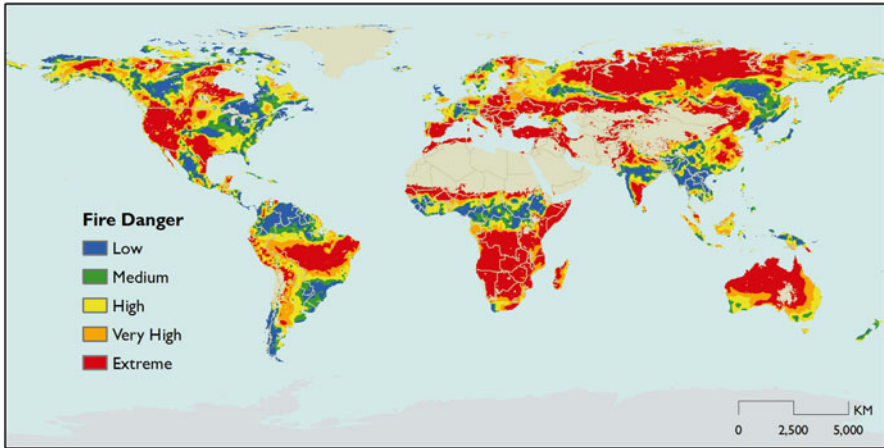 Fire Danger
Low
Medium
High
Very High
Extreme
KM
0 2,500 5,000